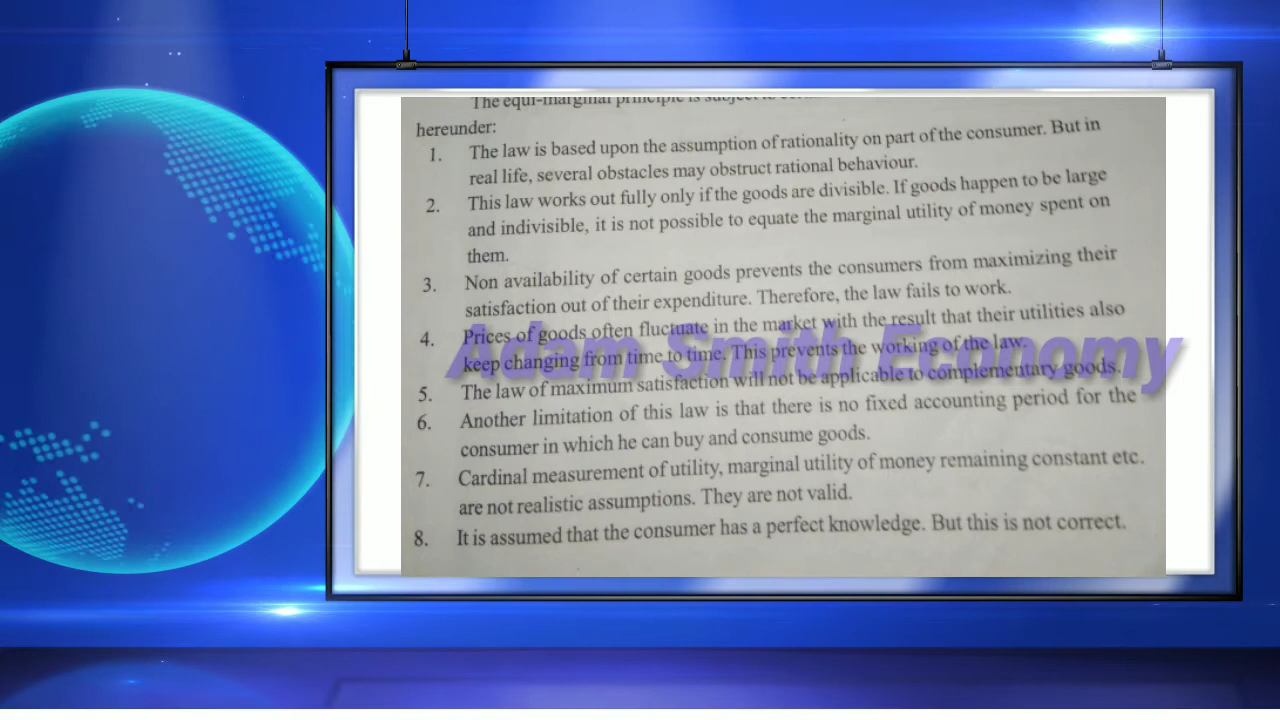 The equi-marginal principle is subject to
hereunder:
1. The law is based upon the assumption of rationality on part of the consumer. But in
real life, several obstacles may obstruct rational behaviour.
2. This law works out fully only if the goods are divisible. If goods happen to be large
and indivisible, it is not possible to equate the marginal utility of money spent on
them.
3. Non availability of certain goods prevents the consumers from maximizing their
satisfaction out of their expenditure. Therefore, the law fails to work.
4. Prices of goods often fluctuate in the market with the result that their utilities also
keep changing from time to time. This prevents the working of the law.
Adam Smith Economy
5. The law of maximum satisfaction will not be applicable to complementary goods.
6. Another limitation of this law is that there is no fixed accounting period for the
consumer in which he can buy and consume goods.
7. Cardinal measurement of utility, marginal utility of money remaining constant etc.
are not realistic assumptions. They are not valid.
8. It is assumed that the consumer has a perfect knowledge. But this is not correct.